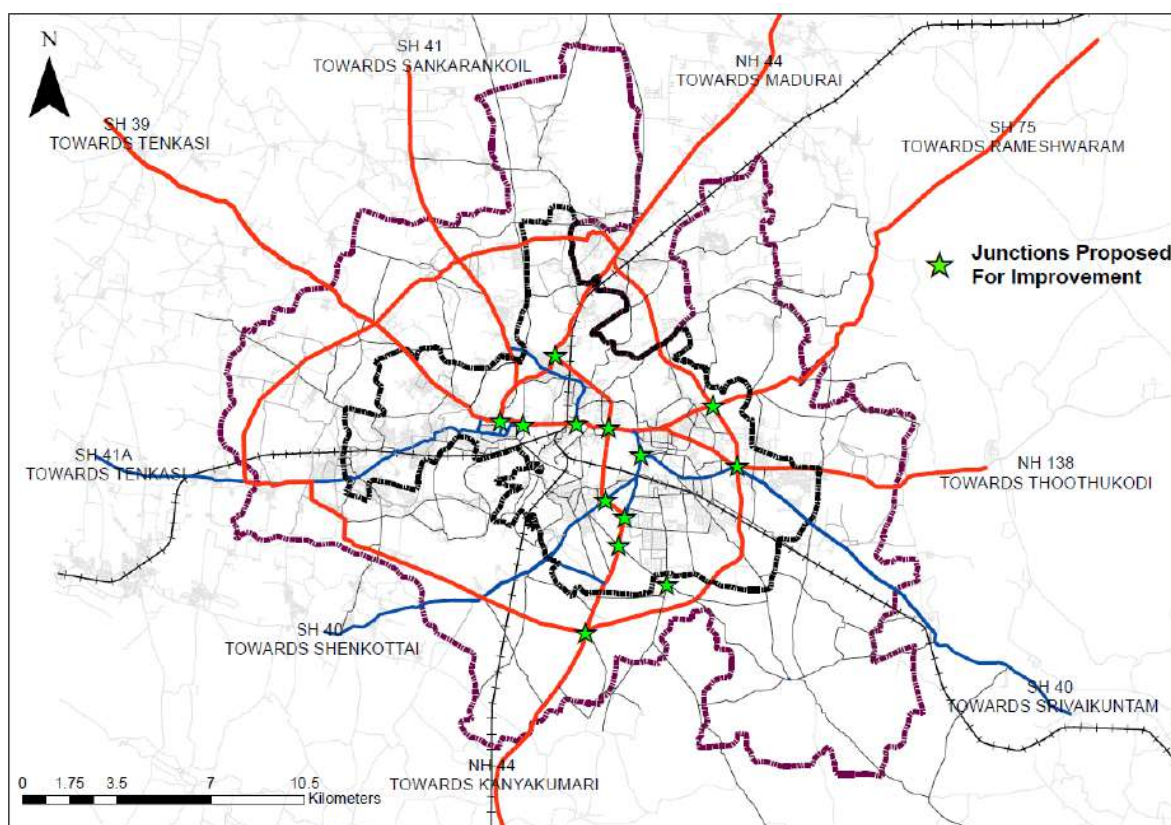 N
SH 41
TOWARDS SANKARANKOIL
NH 44
TOWARDS MADURAI
SH 39
TOWARDS TENKASI
SH 75
TOWARDS RAMESHWARAM
Junctions Proposed
For Improvement
SH 41A
TOWARDS TENKASI
NH 138
TOWARDS THOOTHUKODI
SH 40
TOWARDS SHENKOTTAI
SH 40
TOWARDS SRIVAIKUNTAM
NH 44
TOWARDS KANYAKUMARI
0 1.75 3.5 7 10.5
Kilometers